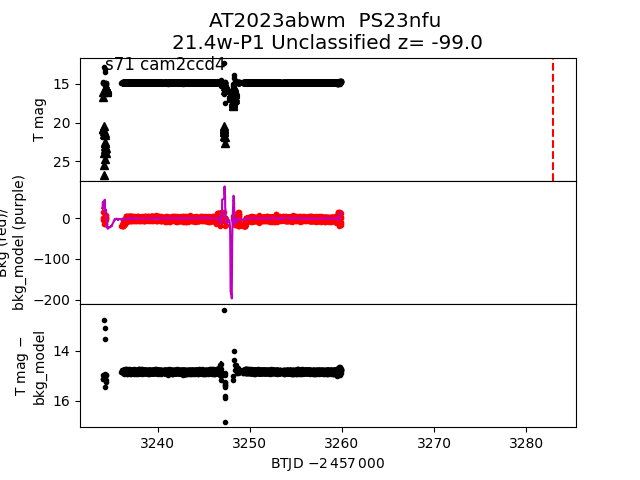 AT2023abwm PS23nfu
21.4w-P1 Unclassified z= -99.0
s71 cam2ccd4
T mag
15
20
25
Bkg (red)/
bkg_model (purple)
0
−100
−200
T mag −
bkg_model
14
16
3240 3250 3260 3270 3280
BTJD −2 457 000